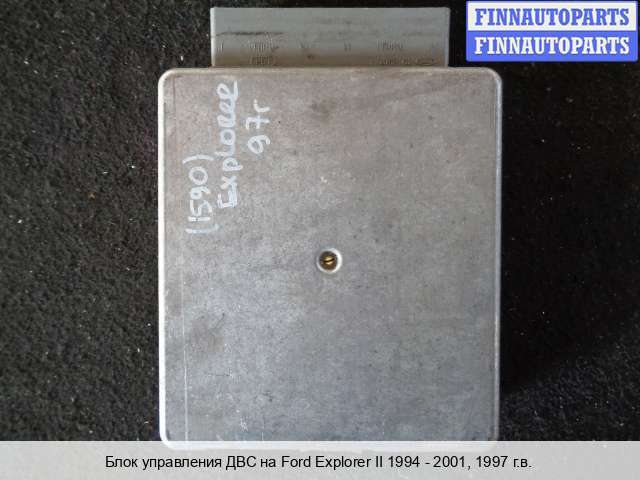 FINNAUTOPARTS
FINNAUTOPARTS
(1590)
Explorer
97г
Блок управления ДВС на Ford Explorer II 1994 - 2001, 1997 г.в.